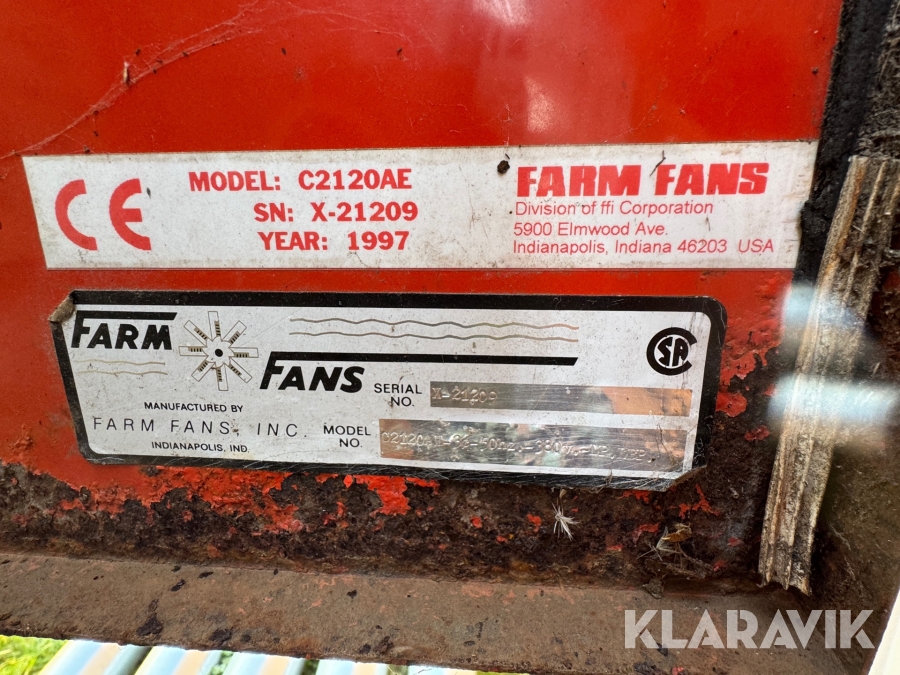 CE
MODEL: C2120AE
SN: X-21209
YEAR: 1997
FARM FANS
Division of ffi Corporation
5900 Elmwood Ave.
Indianapolis, Indiana 46203 USA
FARM FANS
MANUFACTURED BY
FARM FANS, INC.
INDIANAPOLIS, IND.
SERIAL NO. X-21209
MODEL NO.
SA
KLARAVIK